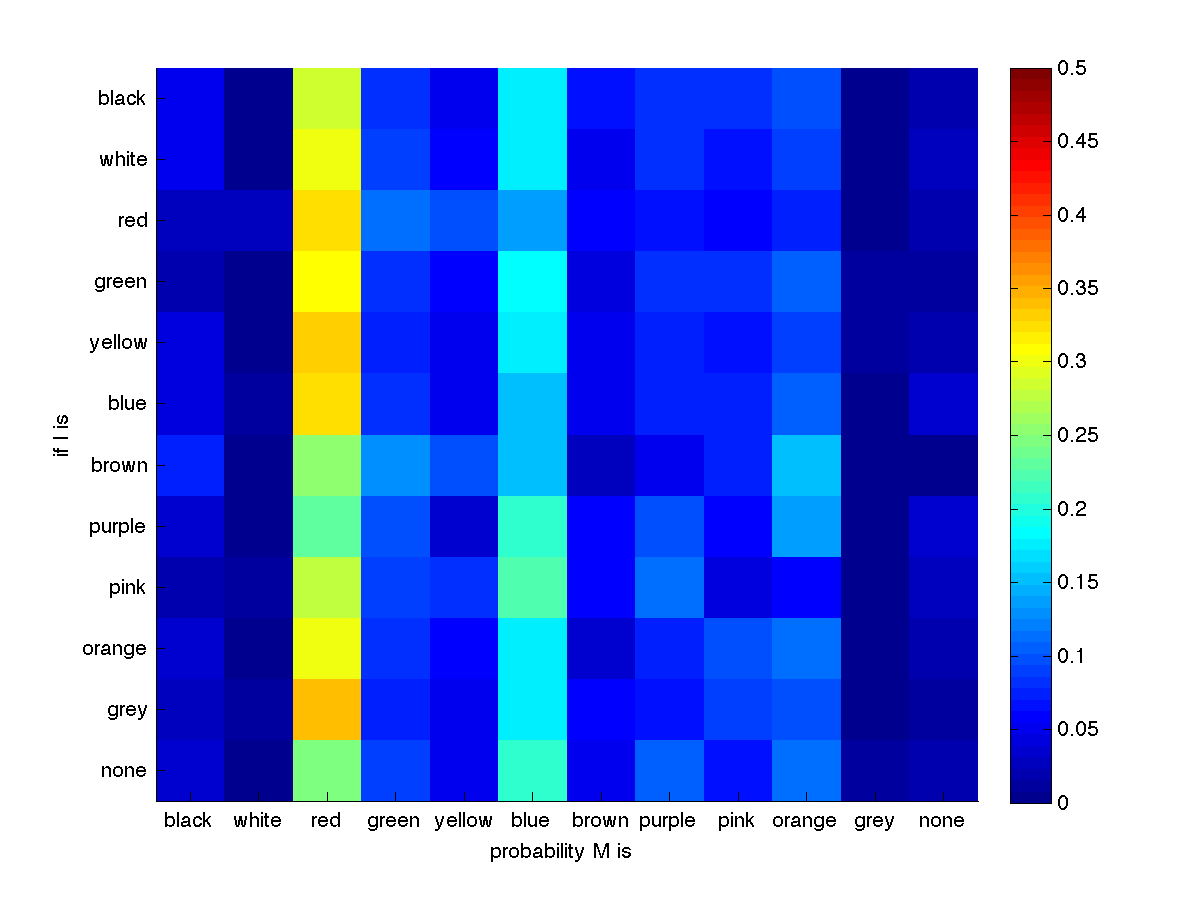 black
white
red
green
yellow
blue
brown
purple
pink
orange
grey
none
if I is
black white red green yellow blue brown purple pink orange grey none
probability M is
0.5
0.45
0.4
0.35
0.3
0.25
0.2
0.15
0.1
0.05
0